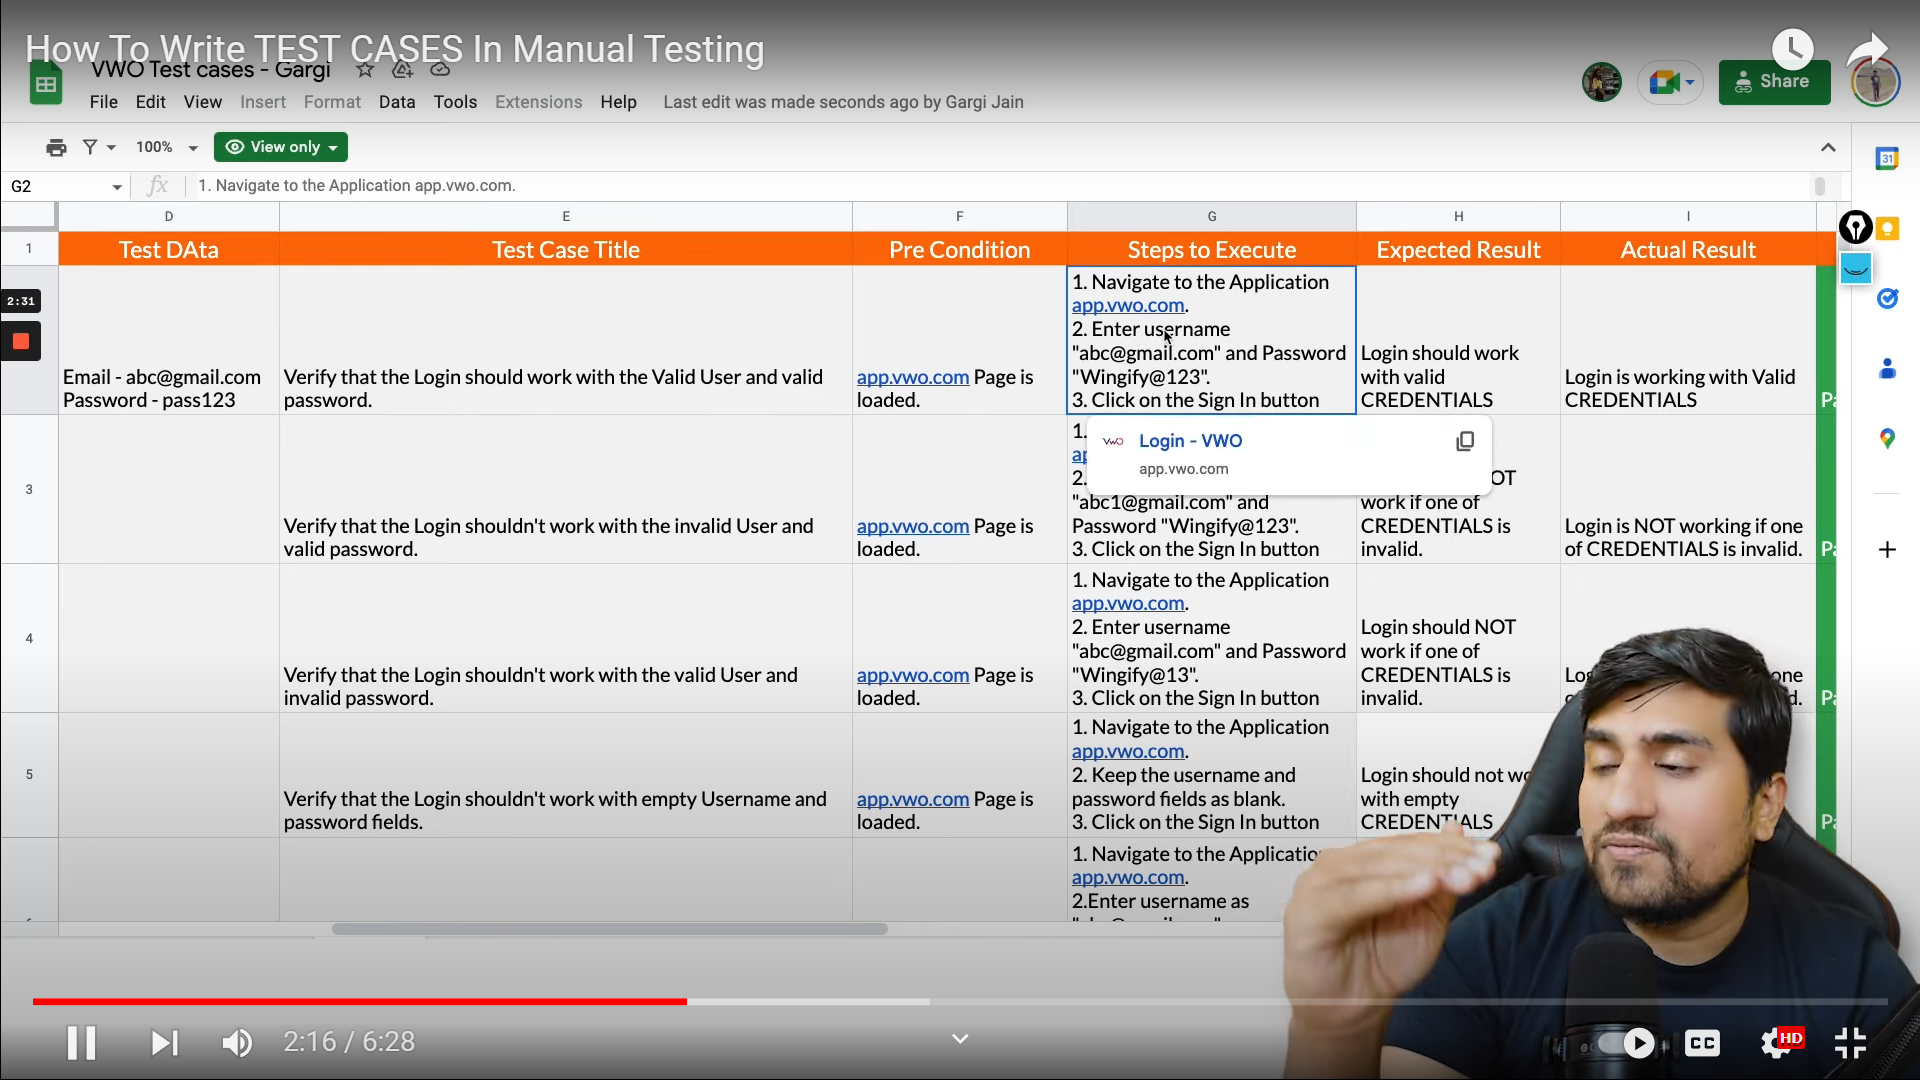 How To Write TEST CASES In Manual Testing
VWO Test cases - Gargi
File Edit View Insert Format Data Tools Extensions Help Last edit was made seconds ago by Gargi Jain
Share
100% View only
G2 fx 1. Navigate to the Application app.vwo.com.
D E F G H I
1 Test DAta Test Case Title Pre Condition Steps to Execute Expected Result Actual Result
2:31
Email - abc@gmail.com
Password - pass123
Verify that the Login should work with the Valid User and valid
password.
app.vwo.com Page is
loaded.
1. Navigate to the Application
app.vwo.com.
2. Enter username
"abc@gmail.com" and Password
"Wingify@123".
3. Click on the Sign In button
Login should work
with valid
CREDENTIALS
Login is working with Valid
CREDENTIALS
3
Verify that the Login shouldn't work with the invalid User and
valid password.
app.vwo.com Page is
loaded.
1.
VWO Login - VWO
app.vwo.com
2.
"abc1@gmail.com" and
Password "Wingify@123".
3. Click on the Sign In button
work if one of
CREDENTIALS is
invalid.
Login is NOT working if one
of CREDENTIALS is invalid.
4
Verify that the Login shouldn't work with the valid User and
invalid password.
app.vwo.com Page is
loaded.
1. Navigate to the Application
app.vwo.com.
2. Enter username
"abc@gmail.com" and Password
"Wingify@13".
3. Click on the Sign In button
Login should NOT
work if one of
CREDENTIALS is
invalid.
one
5
Verify that the Login shouldn't work with empty Username and
password fields.
app.vwo.com Page is
loaded.
1. Navigate to the Application
app.vwo.com.
2. Keep the username and
password fields as blank.
3. Click on the Sign In button
Login should not
with empty
CREDENTIALS
1. Navigate to the
app.vwo.com.
2.Enter username as
31
2:16 / 6:28
CC
HD